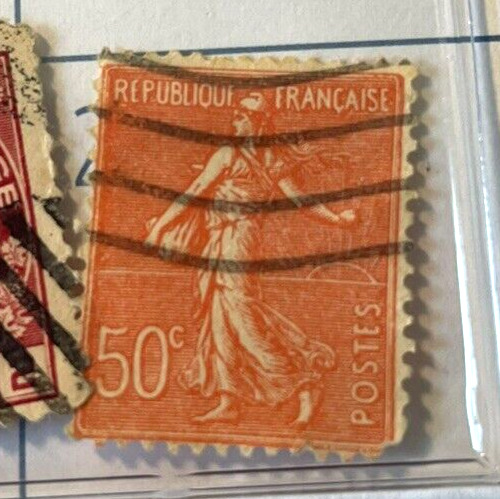 REPUBLIQUE FRANÇAISE
50c
POSTES